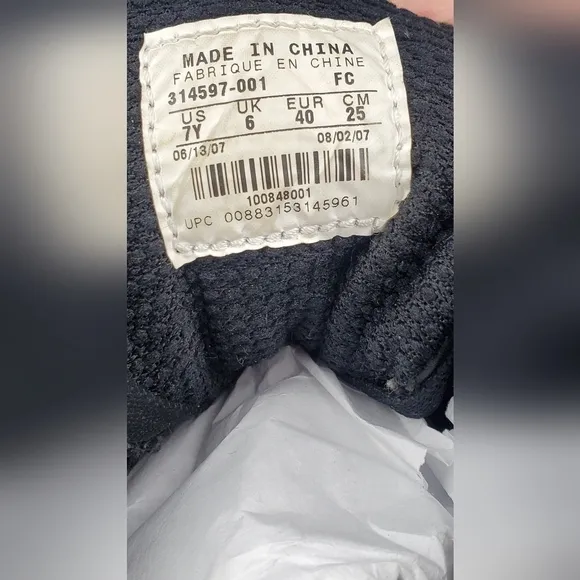 MADE IN CHINA
FABRIQUE EN CHINE
314597-001 FC
US UK EUR CM
7Y 6 40 25
06/13/07 08/02/07
100848001
UPC 00883153145961